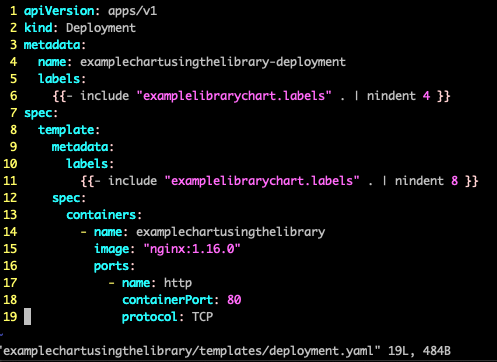 1 apiVersion: apps/v1
2 kind: Deployment
3 metadata:
4   name: examplechartusingthelibrary-deployment
5   labels:
6     {{- include "examplelibrarychart.labels" . | nindent 4 }}
7 spec:
8   template:
9     metadata:
10       labels:
11         {{- include "examplelibrarychart.labels" . | nindent 8 }}
12     spec:
13       containers:
14         - name: examplechartusingthelibrary
15           image: "nginx:1.16.0"
16           ports:
17             - name: http
18               containerPort: 80
19               protocol: TCP
~
"examplechartusingthelibrary/templates/deployment.yaml" 19L, 484B